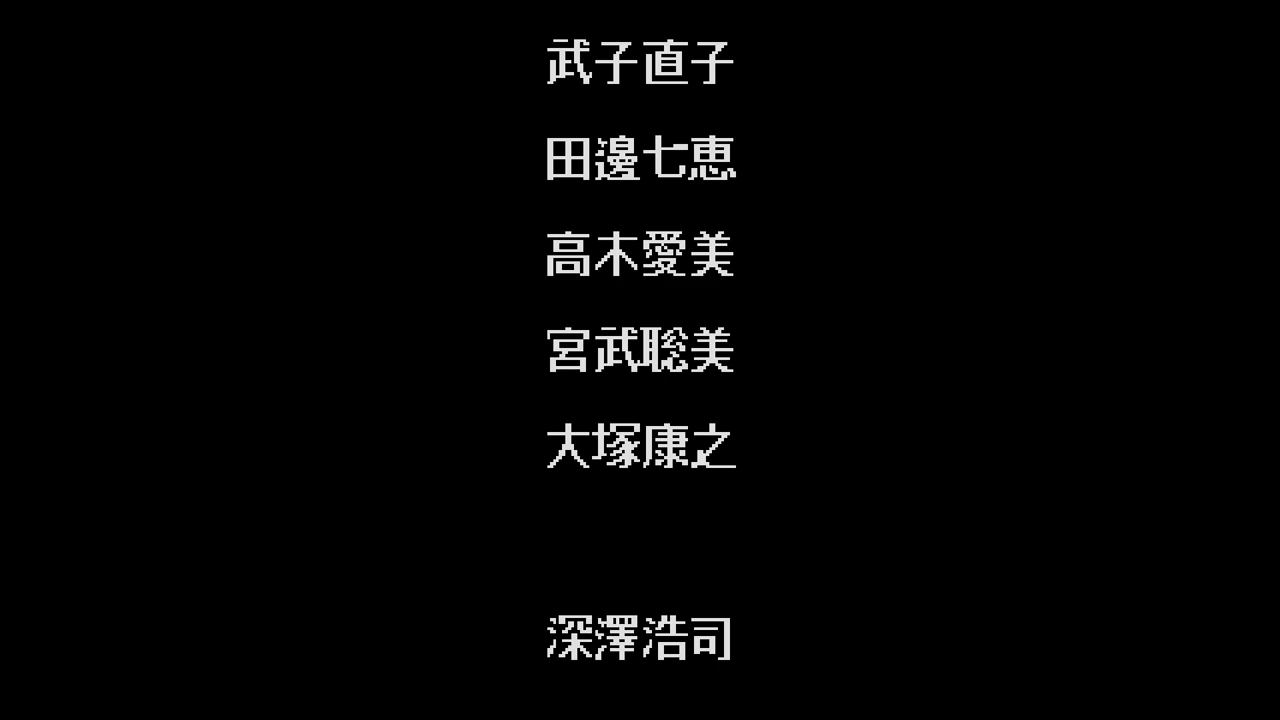 武子直子
田邊七恵
高木愛美
宮武聡美
大塚康之
深澤浩司